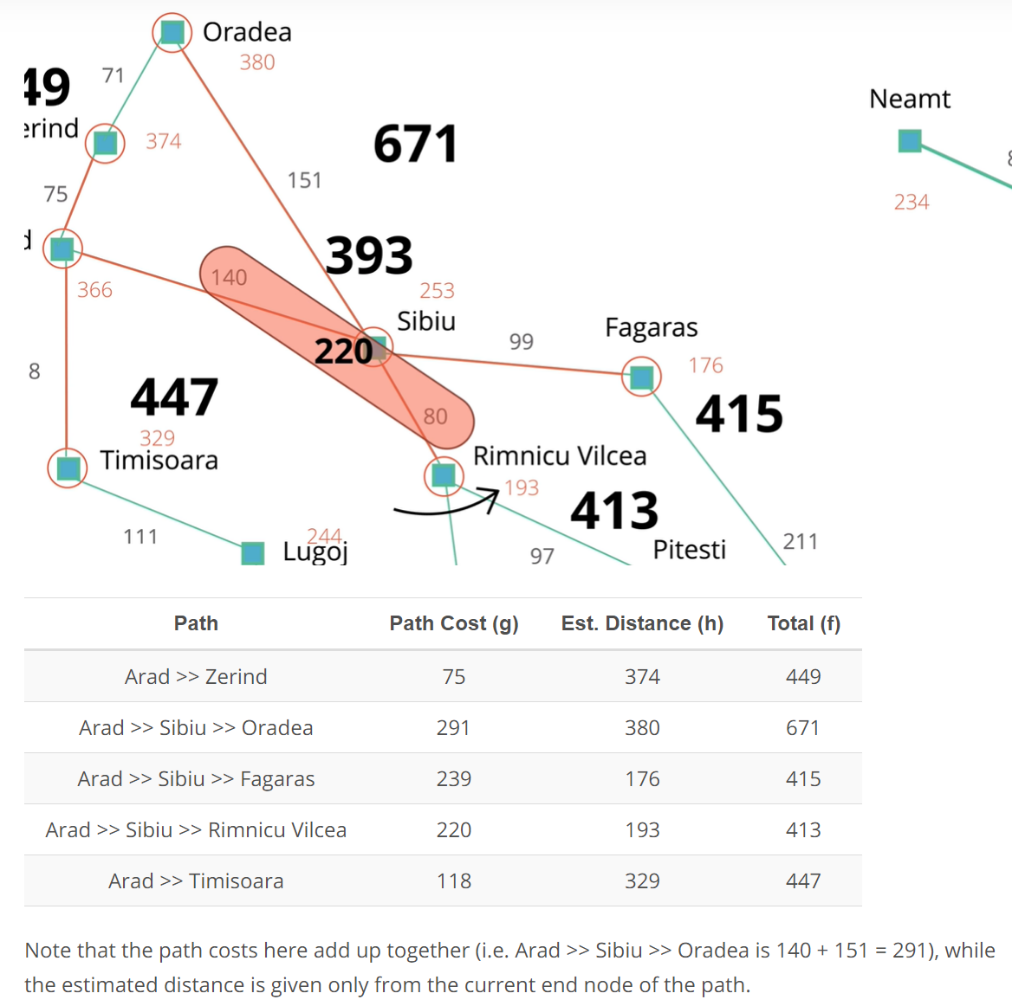 Oradea
380
71
49
erind
374
671
Neamt
234
151
75
d
366
140
393
253
Sibiu
220
99
Fagaras
176
415
8
447
329
Timisoara
80
Rimnicu Vilcea
193
413
111
244
Lugoj
97
Pitesti
211
Path Path Cost (g) Est. Distance (h) Total (f)
Arad >> Zerind 75 374 449
Arad >> Sibiu >> Oradea 291 380 671
Arad >> Sibiu >> Fagaras 239 176 415
Arad >> Sibiu >> Rimnicu Vilcea 220 193 413
Arad >> Timisoara 118 329 447
Note that the path costs here add up together (i.e. Arad >> Sibiu >> Oradea is 140 + 151 = 291), while
the estimated distance is given only from the current end node of the path.